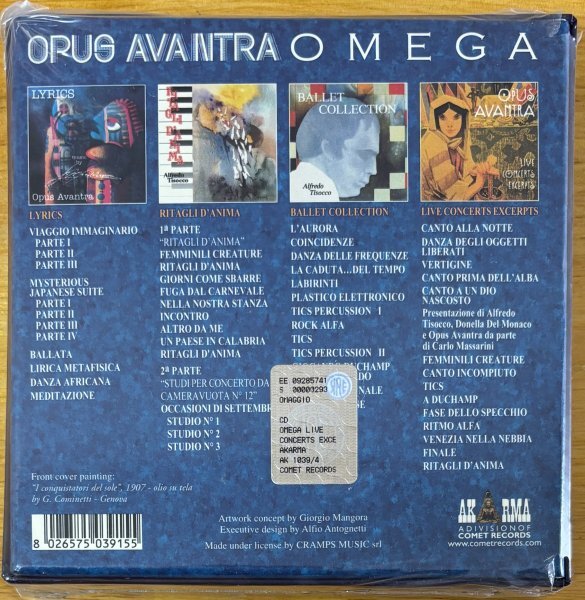 OPUS AVANTRA OMEGA
LYRICS
Opus Avantra
RITAGLI D'ANIMA
Alfredo
Tisocco
BALLET
COLLECTION
Alfredo
Tisocco
OPUS
AVANTRA
LIVE
CONCERTS
EXCERPTS
LYRICS
VIAGGIO IMMAGINARIO
PARTE I
PARTE II
PARTE III
MYSTERIOUS
JAPANESE SUITE
PARTE I
PARTE II
PARTE III
PARTE IV
BALLATA
LIRICA METAFISICA
DANZA AFRICANA
MEDITAZIONE
RITAGLI D'ANIMA
1ª PARTE
"RITAGLI D'ANIMA"
FEMMINILI CREATURE
RITAGLI D'ANIMA
GIORNI COME SBARRE
FUGA DAL CARNEVALE
NELLA NOSTRA STANZA
INCONTRO
ALTRO DA ME
UN PAESE IN CALABRIA
RITAGLI D'ANIMA
2ª PARTE
"STUDI PER CONCERTO DA
CAMERAVUOTA N° 12"
OCCASIONI DI SETTEMBRE
STUDIO N° 1
STUDIO N° 2
STUDIO N° 3
BALLET COLLECTION
L'AURORA
COINCIDENZE
DANZA DELLE FREQUENZE
LA CADUTA...DEL TEMPO
LABIRINTI
PLASTICO ELETTRONICO
TICS PERCUSSION I
ROCK ALFA
TICS
TICS PERCUSSION II
DUCHAMP
LIVE CONCERTS EXCERPTS
CANTO ALLA NOTTE
DANZA DEGLI OGGETTI
LIBERATI
VERTIGINE
CANTO PRIMA DELL'ALBA
CANTO A UN DIO
NASCOSTO
Presentazione di Alfredo
Tisocco, Donella Del Monaco
e Opus Avantra da parte
di Carlo Massarini
FEMMINILI CREATURE
CANTO INCOMPIUTO
TICS
A DUCHAMP
FASE DELLO SPECCHIO
RITMO ALFA
VENEZIA NELLA NEBBIA
FINALE
RITAGLI D'ANIMA
EE 09285741
S 00000329
OMAGGIO
CD
OMEGA LIVE
CONCERTS EXCE
AKARMA
AK 1039/4
COMET RECORDS
Front cover painting:
"I conquistatori del sole", 1907 - olio su tela
by G. Cominetti - Genova
8 026575 039155
Artwork concept by Giorgio Mangora
Executive design by Alfio Antognetti
Made under license by CRAMPS MUSIC srl
AKARMA
A DIVISION OF
COMET RECORDS
www.cometrecords.com